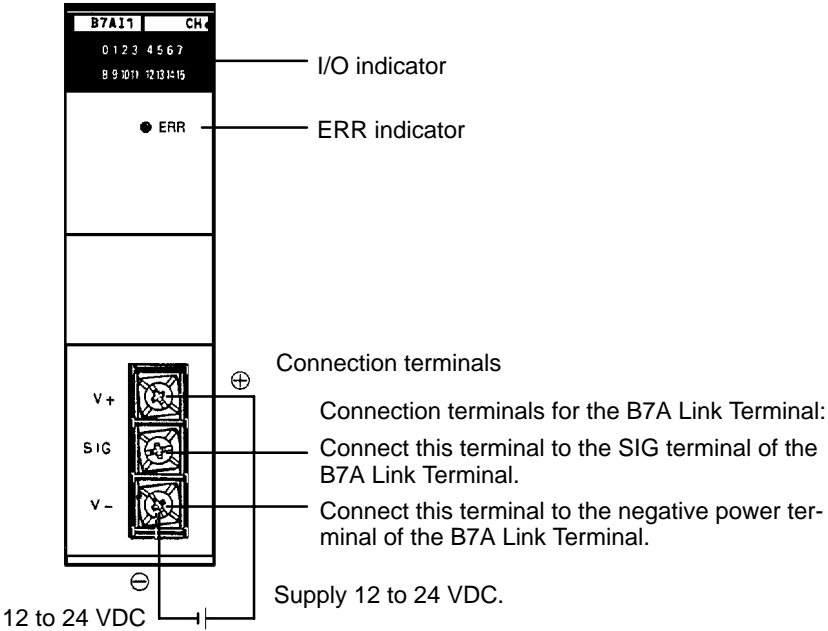 B7AI1 CH
0 1 2 3 4 5 6 7
8 9 10 11 12 13 14 15
I/O indicator
ERR
ERR indicator
Connection terminals
⊕
V+
Connection terminals for the B7A Link Terminal:
SIG
Connect this terminal to the SIG terminal of the
B7A Link Terminal.
V−
Connect this terminal to the negative power ter-
minal of the B7A Link Terminal.
⊖
Supply 12 to 24 VDC.
12 to 24 VDC